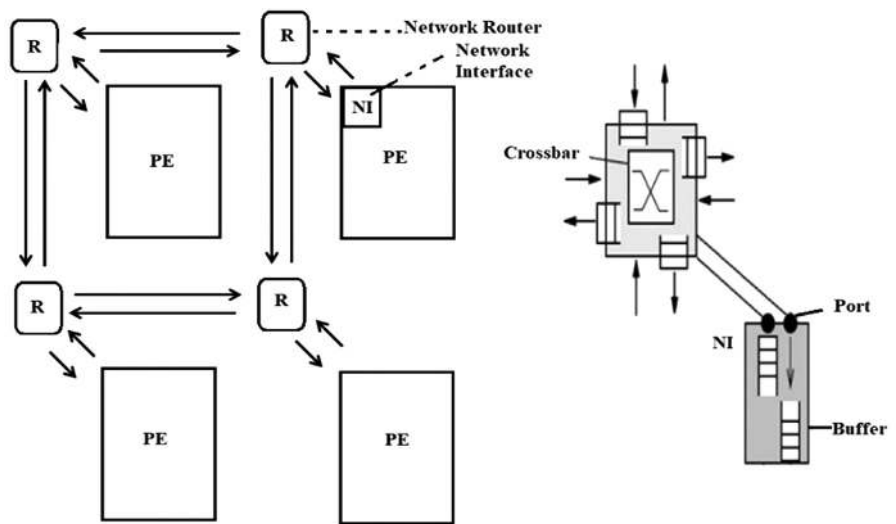 R
R
Network Router
Network
Interface
NI
PE
PE
Crossbar
R
R
Port
NI
PE
PE
Buffer